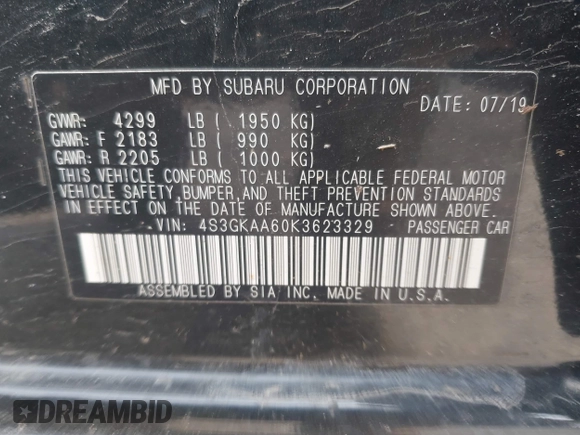 MFD BY SUBARU CORPORATION
DATE: 07/19
GVWR: 4299 LB ( 1950 KG)
GAWR: F 2183 LB ( 990 KG)
GAWR: R 2205 LB ( 1000 KG)
THIS VEHICLE CONFORMS TO ALL APPLICABLE FEDERAL MOTOR
VEHICLE SAFETY, BUMPER, AND THEFT PREVENTION STANDARDS
IN EFFECT ON THE DATE OF MANUFACTURE SHOWN ABOVE.
VIN: 4S3GKAA60K3623329 PASSENGER CAR
ASSEMBLED BY SIA INC. MADE IN U.S.A.
DREAMBID